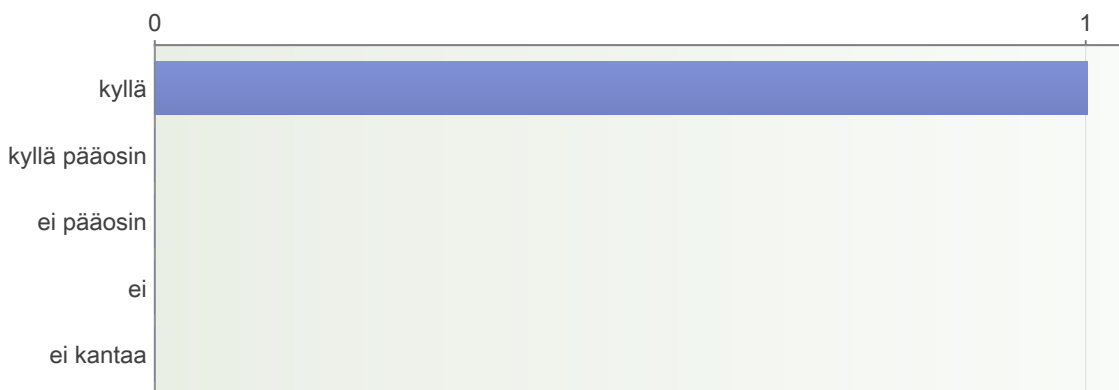 0 1
kyllä
kyllä pääosin
ei pääosin
ei
ei kantaa